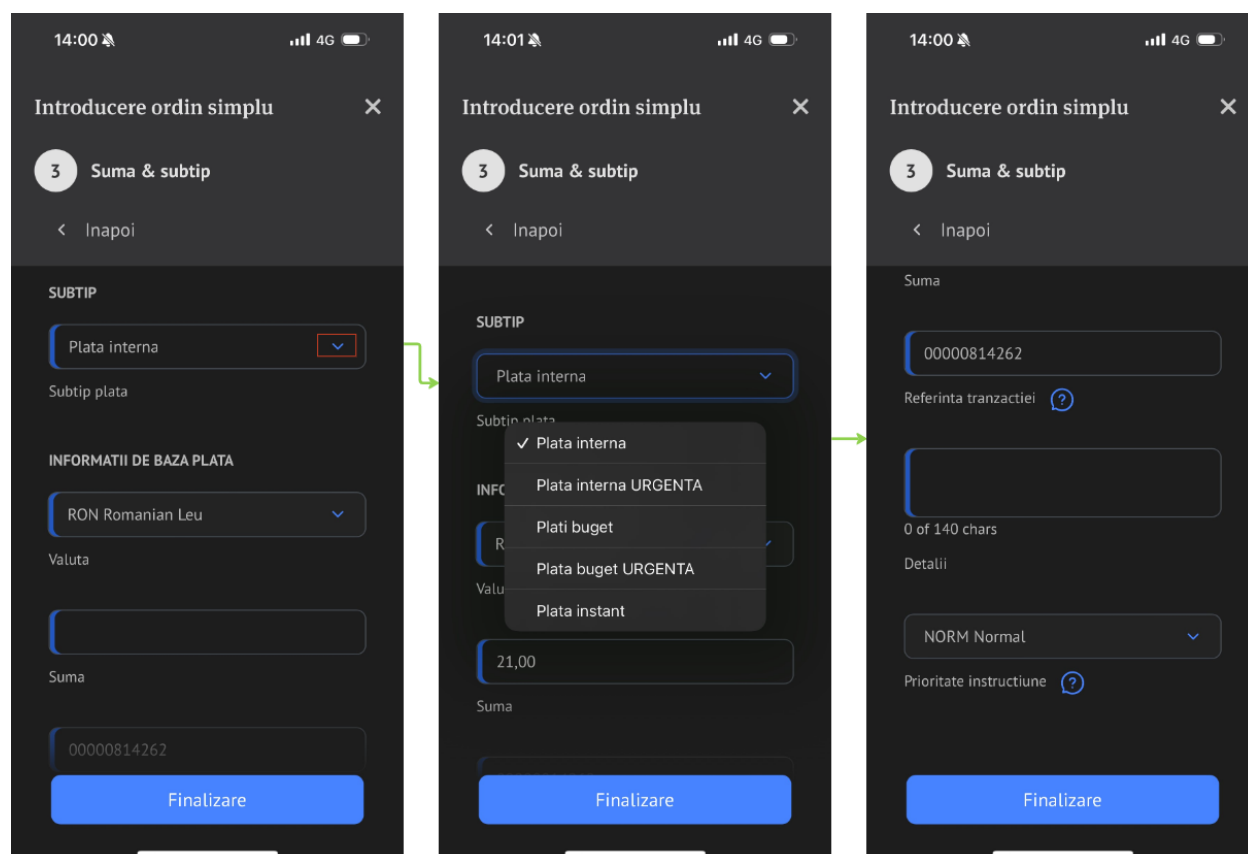 14:00
4G
Introducere ordin simplu
3
Suma & subtip
Inapoi
SUBTIP
Plata interna
Subtip plata
INFORMATII DE BAZA PLATA
RON Romanian Leu
Valuta
Suma
00000814262
Finalizare
14:01
4G
Introducere ordin simplu
3
Suma & subtip
Inapoi
SUBTIP
Plata interna
Subtip plata
Plata interna
Plata interna URGENTA
INFO
Plati buget
R
Plata buget URGENTA
Valu
Plata instant
21,00
Suma
Finalizare
14:00
4G
Introducere ordin simplu
3
Suma & subtip
Inapoi
Suma
00000814262
Referinta tranzactiei ?
0 of 140 chars
Detalii
NORM Normal
Prioritate instructiune ?
Finalizare